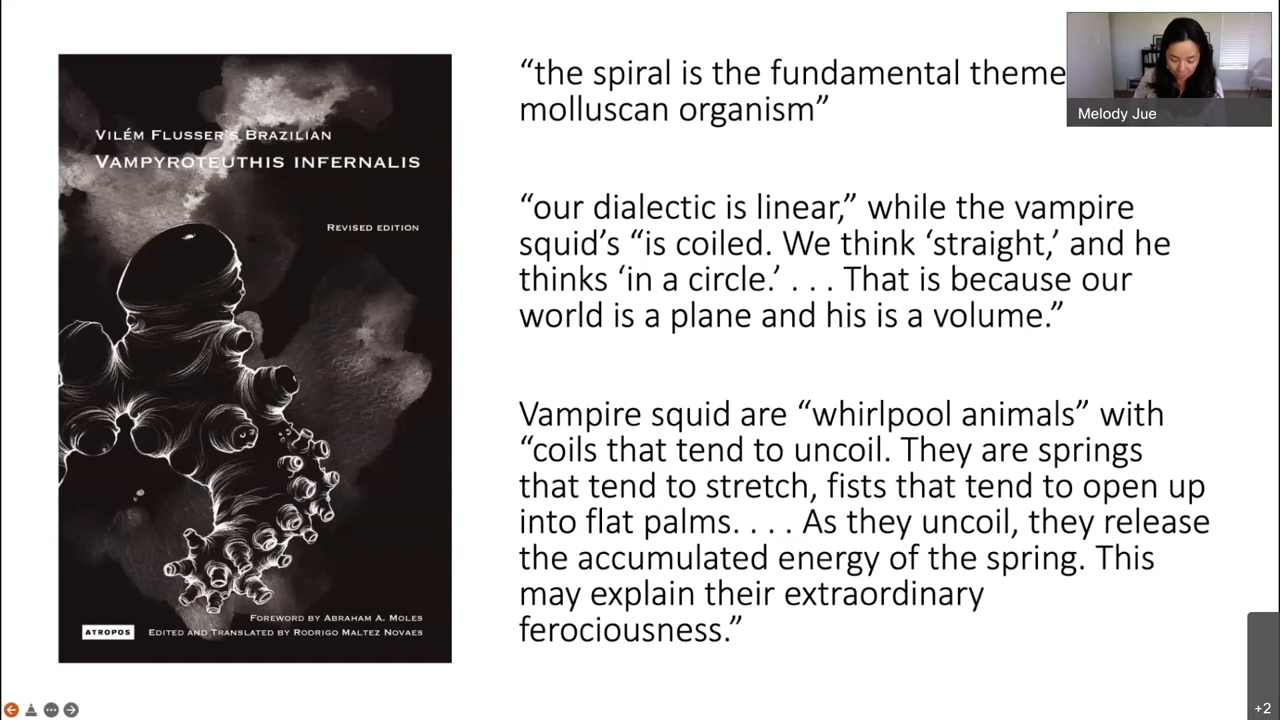 VILÉM FLUSSER'S BRAZILIAN
VAMPYROTEUTHIS INFERNALIS
REVISED EDITION
FOREWORD BY ABRAHAM A. MOLES
ATROPOS
EDITED AND TRANSLATED BY RODRIGO MALTEZ NOVAES
“the spiral is the fundamental theme
molluscan organism”
“our dialectic is linear,” while the vampire
squid’s “is coiled. We think ‘straight,’ and he
thinks ‘in a circle.’ . . . That is because our
world is a plane and his is a volume.”
Vampire squid are “whirlpool animals” with
“coils that tend to uncoil. They are springs
that tend to stretch, fists that tend to open up
into flat palms. . . . As they uncoil, they release
the accumulated energy of the spring. This
may explain their extraordinary
ferociousness.”
Melody Jue
+2